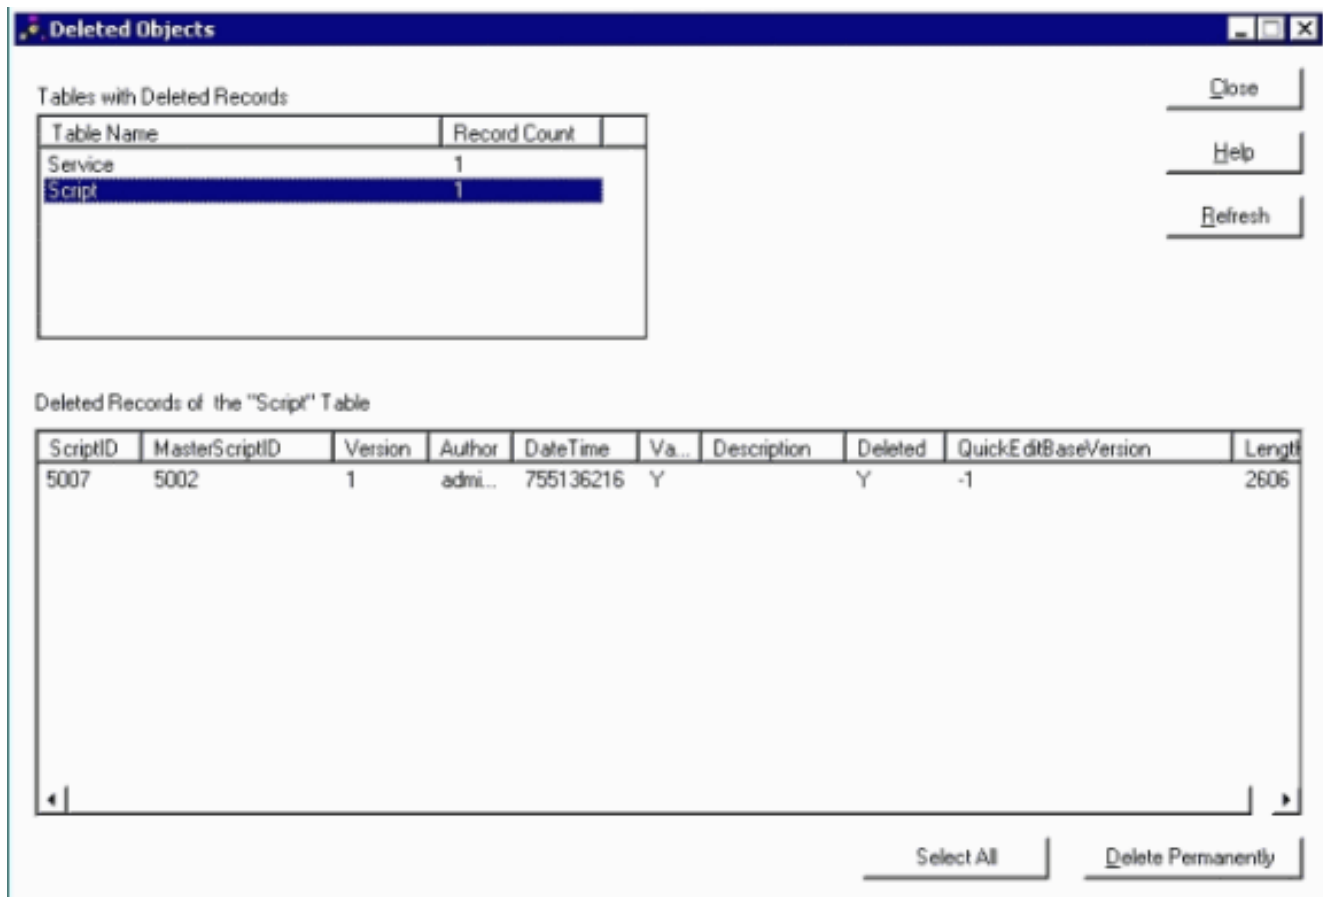 Deleted Objects
Tables with Deleted Records
Close
Table Name Record Count
Help
Service 1
Script 1
Refresh
Deleted Records of the "Script" Table
ScriptID MasterScriptID Version Author DateTime Va... Description Deleted QuickEditBaseVersion Length
5007 5002 1 admi... 755136216 Y Y -1 2606
Select All Delete Permanently